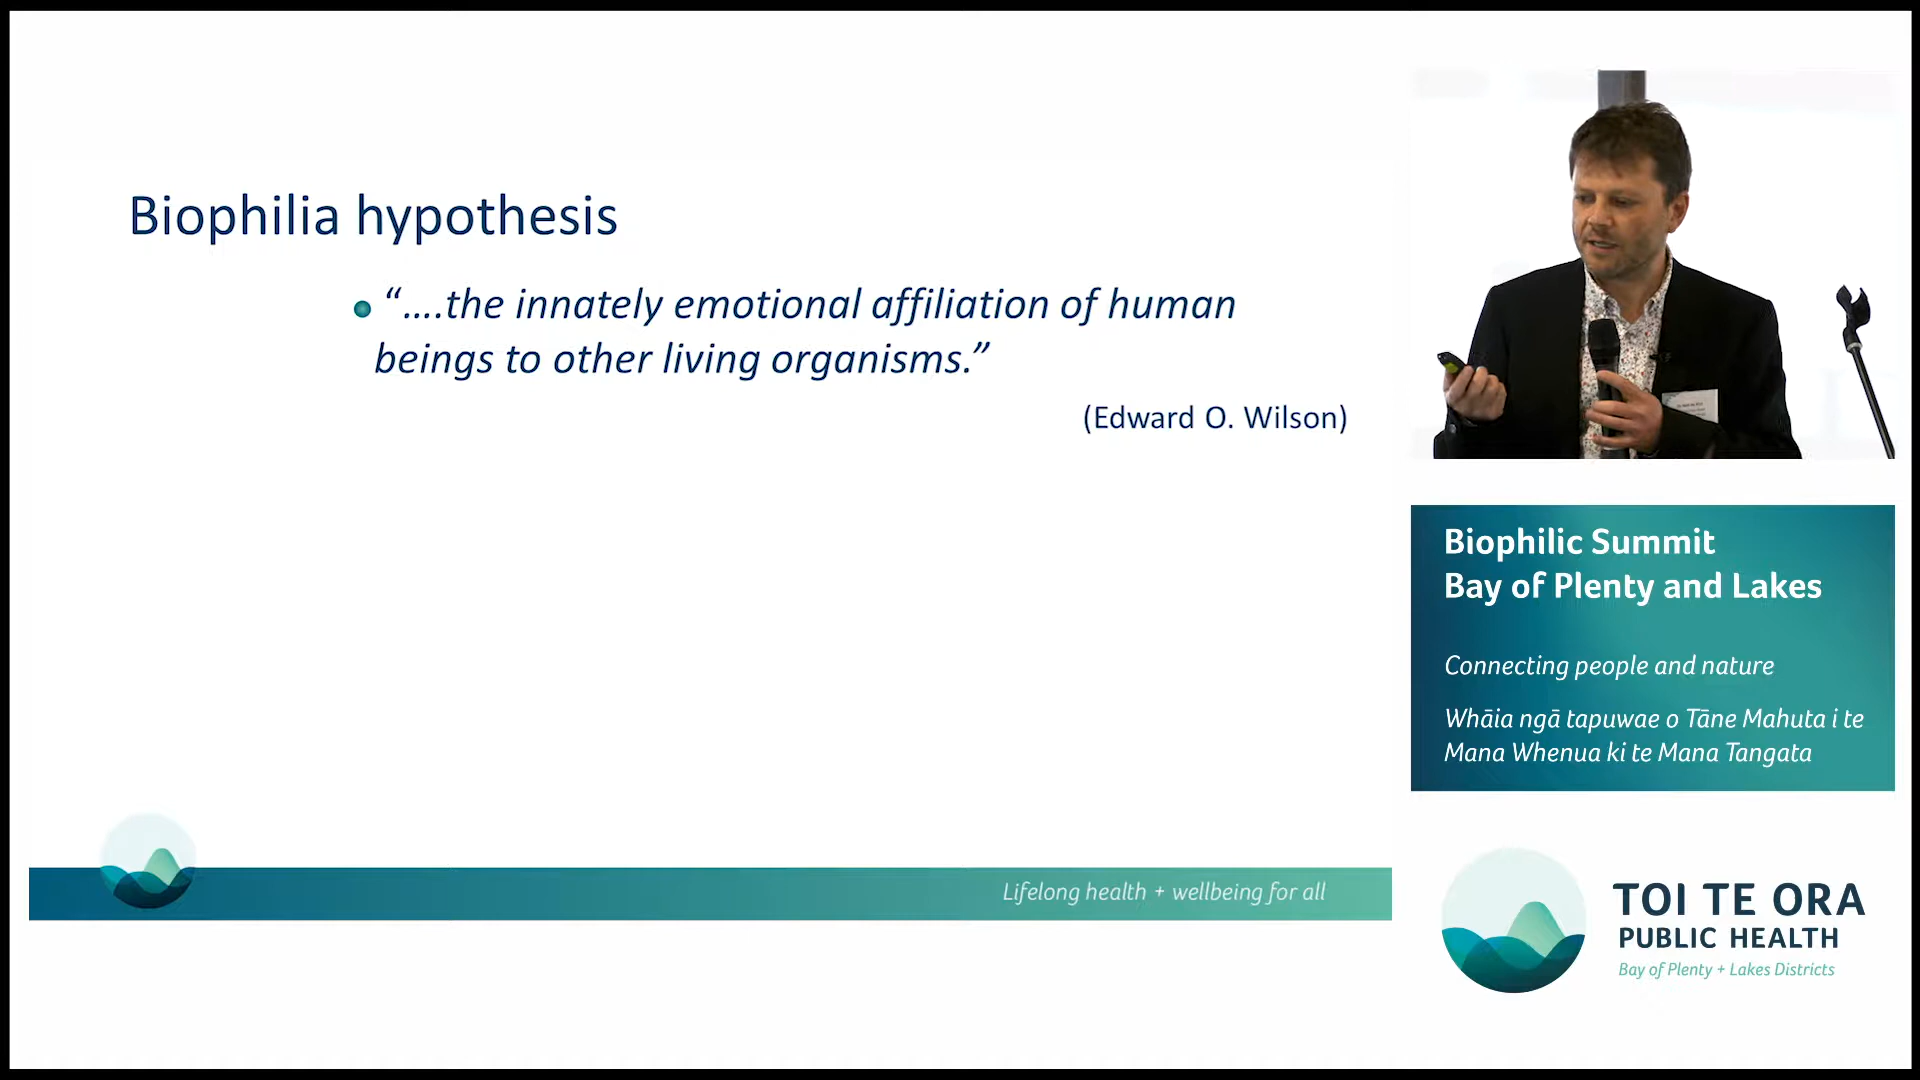 Biophilia hypothesis
“....the innately emotional affiliation of human
beings to other living organisms.”
(Edward O. Wilson)
Lifelong health + wellbeing for all
Biophilic Summit
Bay of Plenty and Lakes
Connecting people and nature
Whāia ngā tapuwae o Tāne Mahuta i te
Mana Whenua ki te Mana Tangata
TOI TE ORA
PUBLIC HEALTH
Bay of Plenty + Lakes Districts